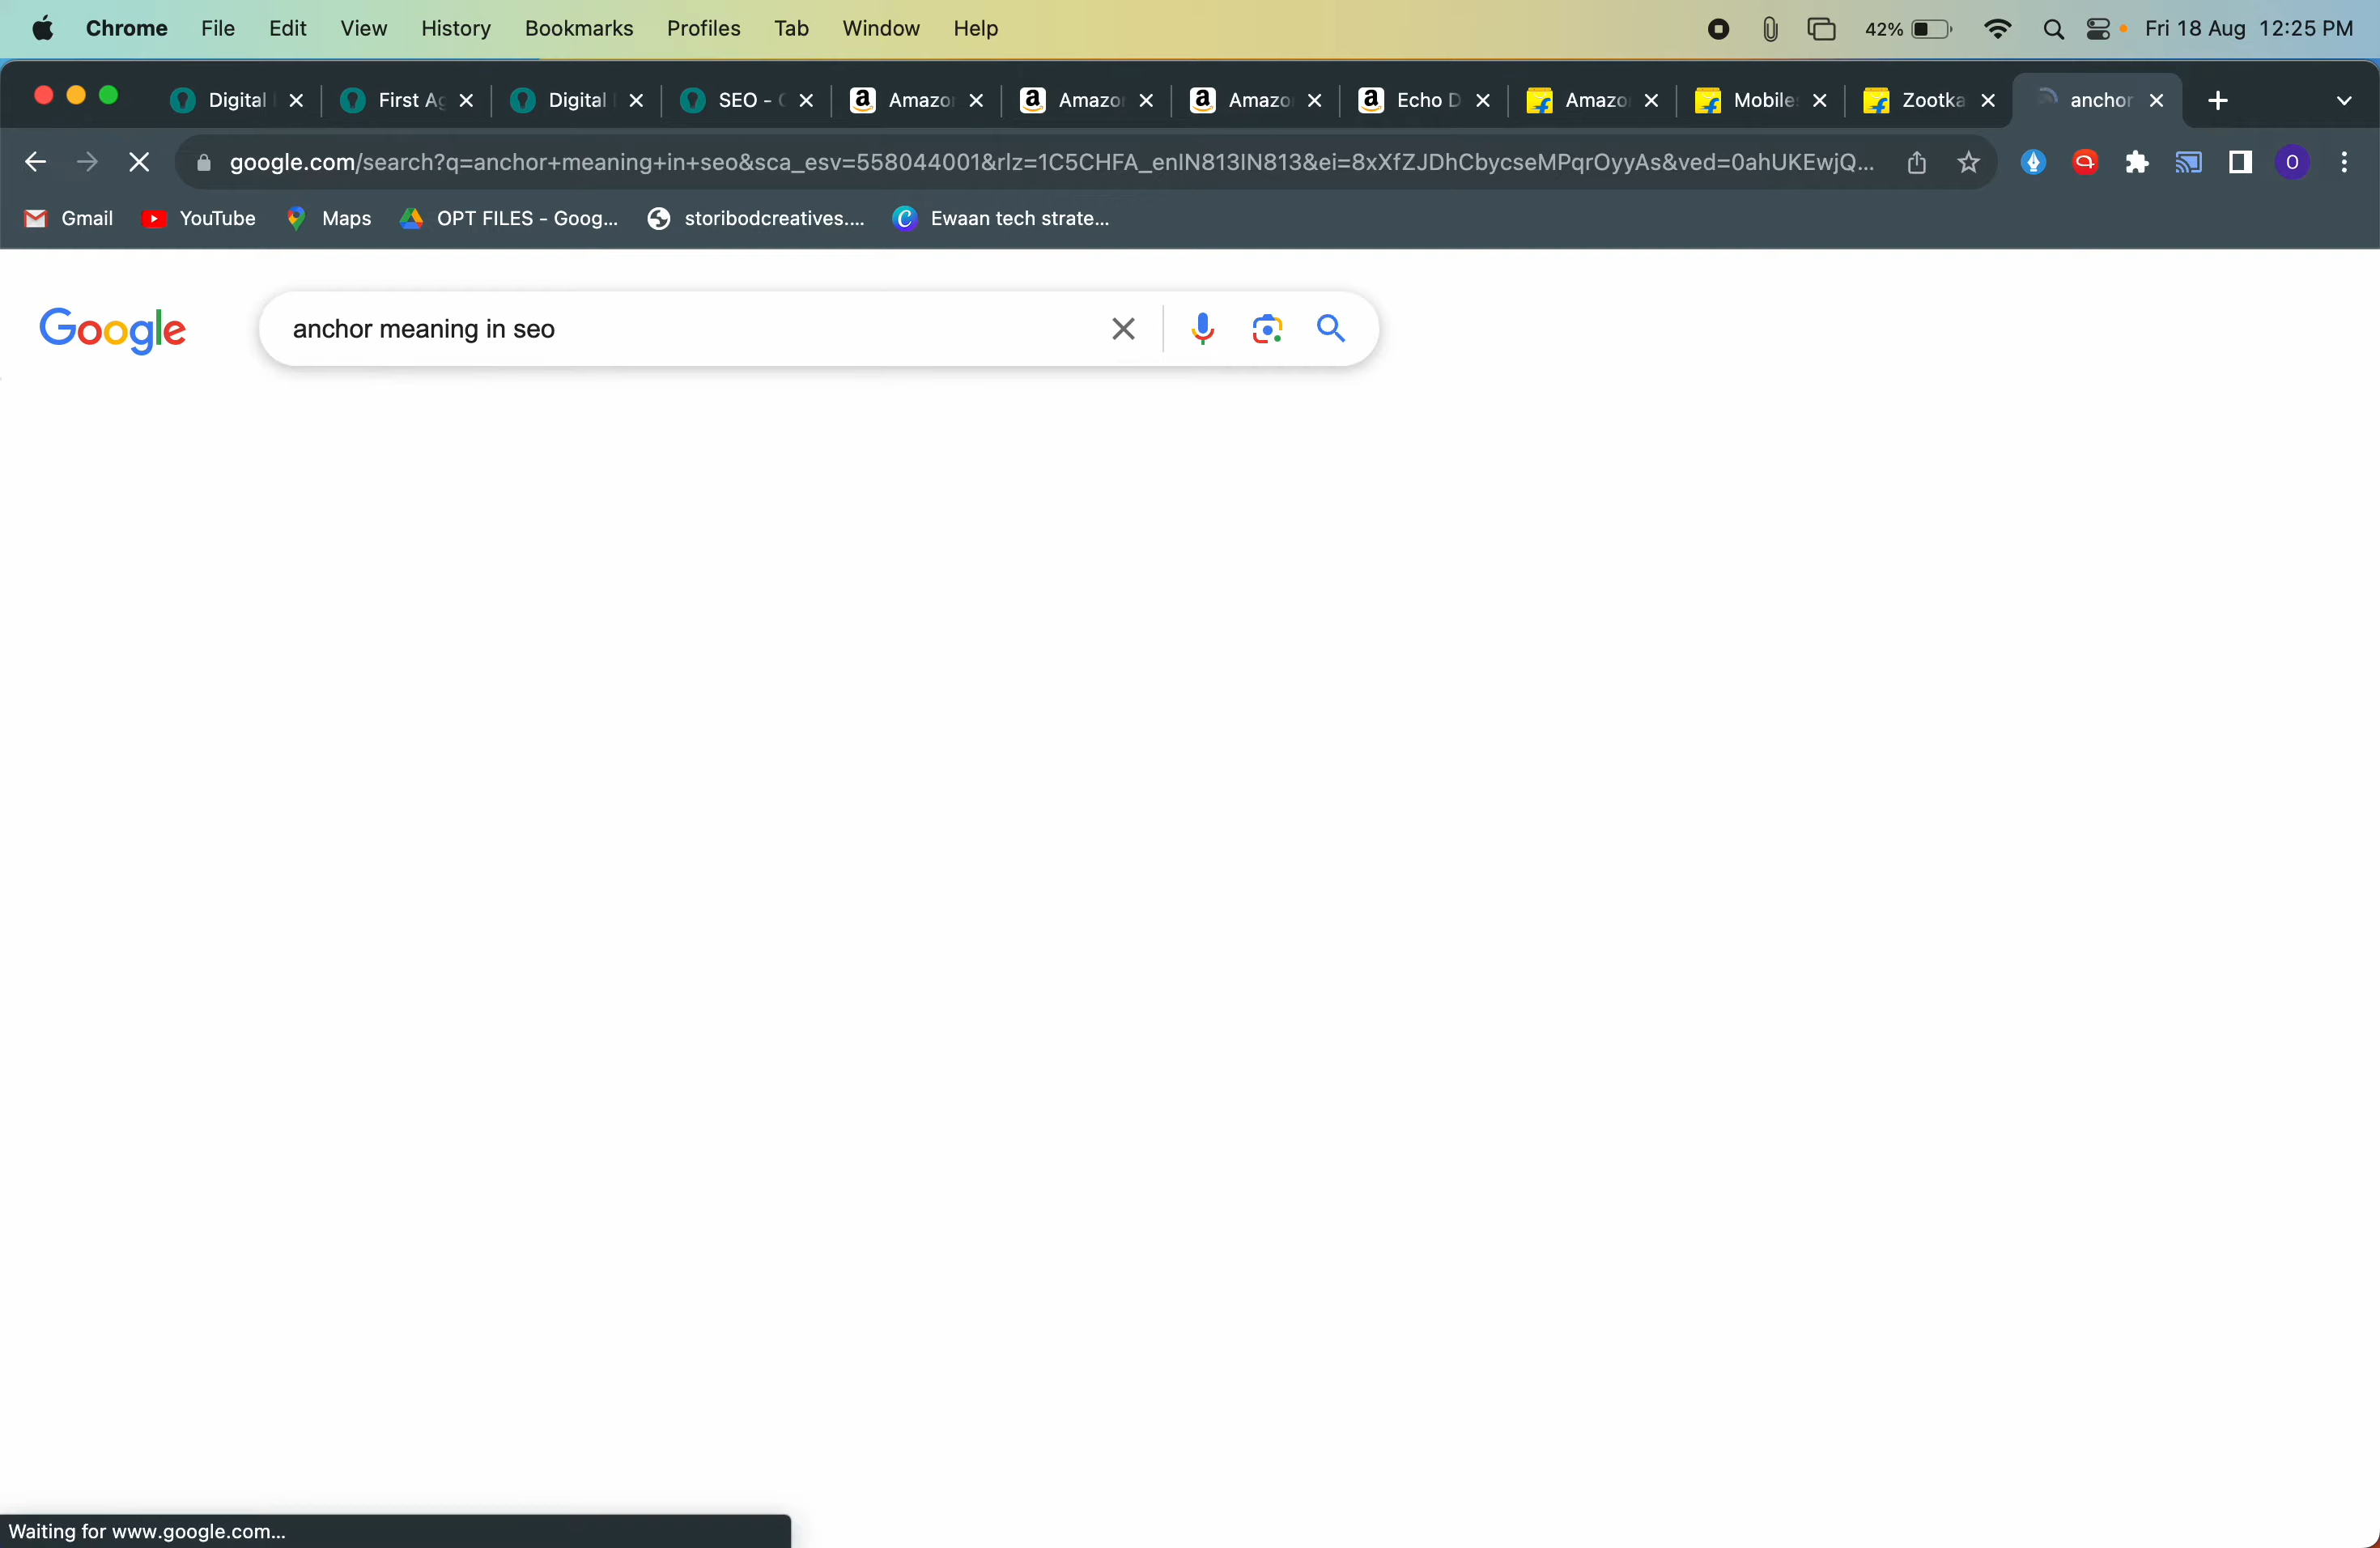 Chrome File Edit View History Bookmarks Profiles Tab Window Help 42% Fri 18 Aug 12:25 PM
Digital First Ag Digital SEO - Amazon Amazon Amazo Echo D Amazo Mobile Zootka anchor
google.com/search?q=anchor+meaning+in+seo&sca_esv=558044001&rlz=1C5CHFA_enIN813IN813&ei=8xXfZJDhCbycseMPqrOyyAs&ved=0ahUKEwjQ... O
Gmail YouTube Maps OPT FILES - Goog... storibodcreatives.... Ewaan tech strate...
Google anchor meaning in seo
Waiting for www.google.com...